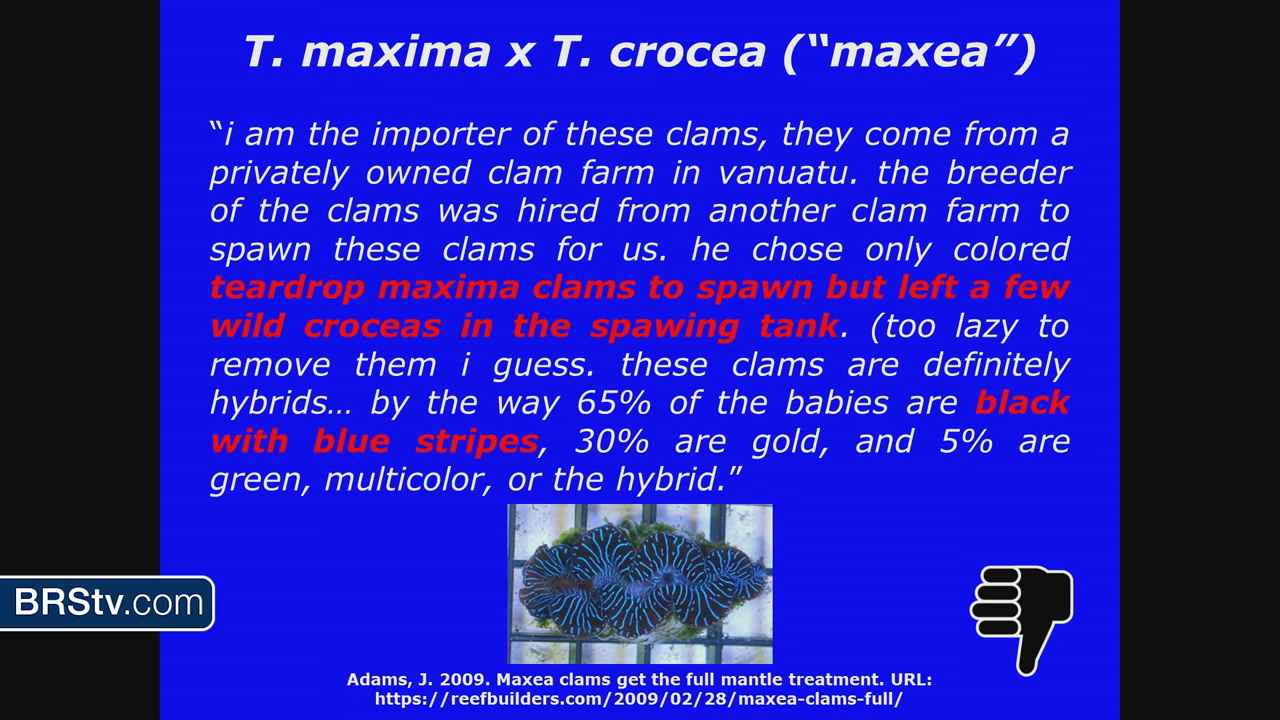 T. maxima x T. crocea (“maxea”)
“i am the importer of these clams, they come from a
privately owned clam farm in vanuatu. the breeder
of the clams was hired from another clam farm to
spawn these clams for us. he chose only colored
teardrop maxima clams to spawn but left a few
wild croceas in the spawing tank. (too lazy to
remove them i guess. these clams are definitely
hybrids… by the way 65% of the babies are black
with blue stripes, 30% are gold, and 5% are
green, multicolor, or the hybrid.”
BRStv.com
Adams, J. 2009. Maxea clams get the full mantle treatment. URL:
https://reefbuilders.com/2009/02/28/maxea-clams-full/